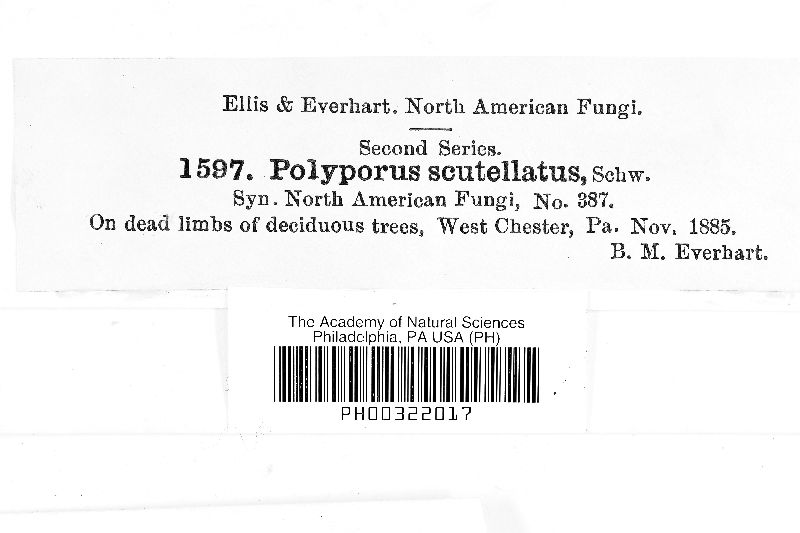 Ellis & Everhart. North American Fungi.
Second Series.
1597. Polyporus scutellatus, Schw.
Syn. North American Fungi, No. 387.
On dead limbs of deciduous trees, West Chester, Pa. Nov. 1885.
B. M. Everhart.
The Academy of Natural Sciences
Philadelphia, PA USA (PH)
PH00322017